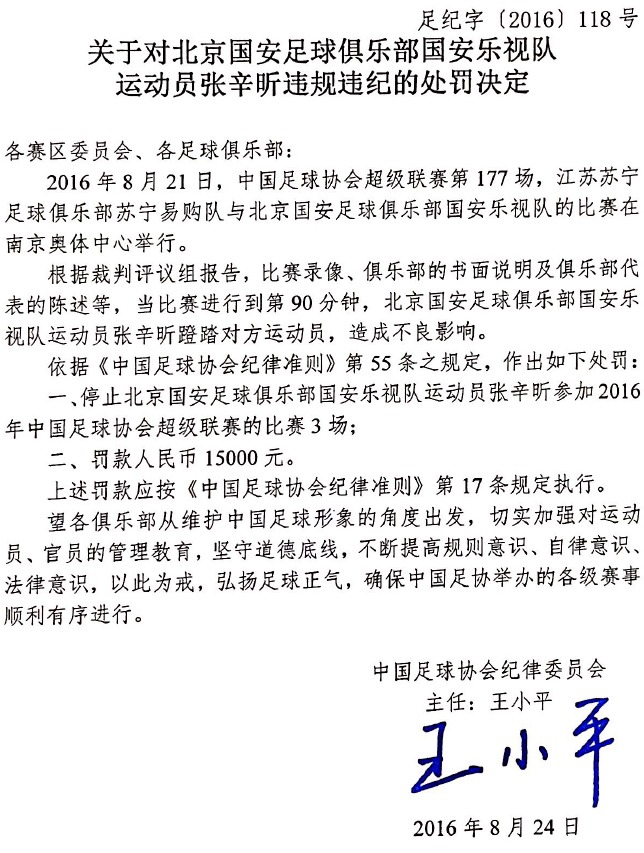 足纪字〔2016〕118号
关于对北京国安足球俱乐部国安乐视队
运动员张辛昕违规违纪的处罚决定
各赛区委员会、各足球俱乐部：
2016年8月21日，中国足球协会超级联赛第177场，江苏苏宁
足球俱乐部苏宁易购队与北京国安足球俱乐部国安乐视队的比赛在
南京奥体中心举行。
根据裁判评议组报告，比赛录像、俱乐部的书面说明及俱乐部代
表的陈述等，当比赛进行到第90分钟，北京国安足球俱乐部国安乐
视队运动员张辛昕蹬踏对方运动员，造成不良影响。
依据《中国足球协会纪律准则》第55条之规定，作出如下处罚：
一、停止北京国安足球俱乐部国安乐视队运动员张辛昕参加2016
年中国足球协会超级联赛的比赛3场；
二、罚款人民币15000元。
上述罚款应按《中国足球协会纪律准则》第17条规定执行。
望各俱乐部从维护中国足球形象的角度出发，切实加强对运动
员、官员的管理教育，坚守道德底线，不断提高规则意识、自律意识、
法律意识，以此为戒，弘扬足球正气，确保中国足协举办的各级赛事
顺利有序进行。
中国足球协会纪律委员会
主任：王小平
王小平
2016年8月24日